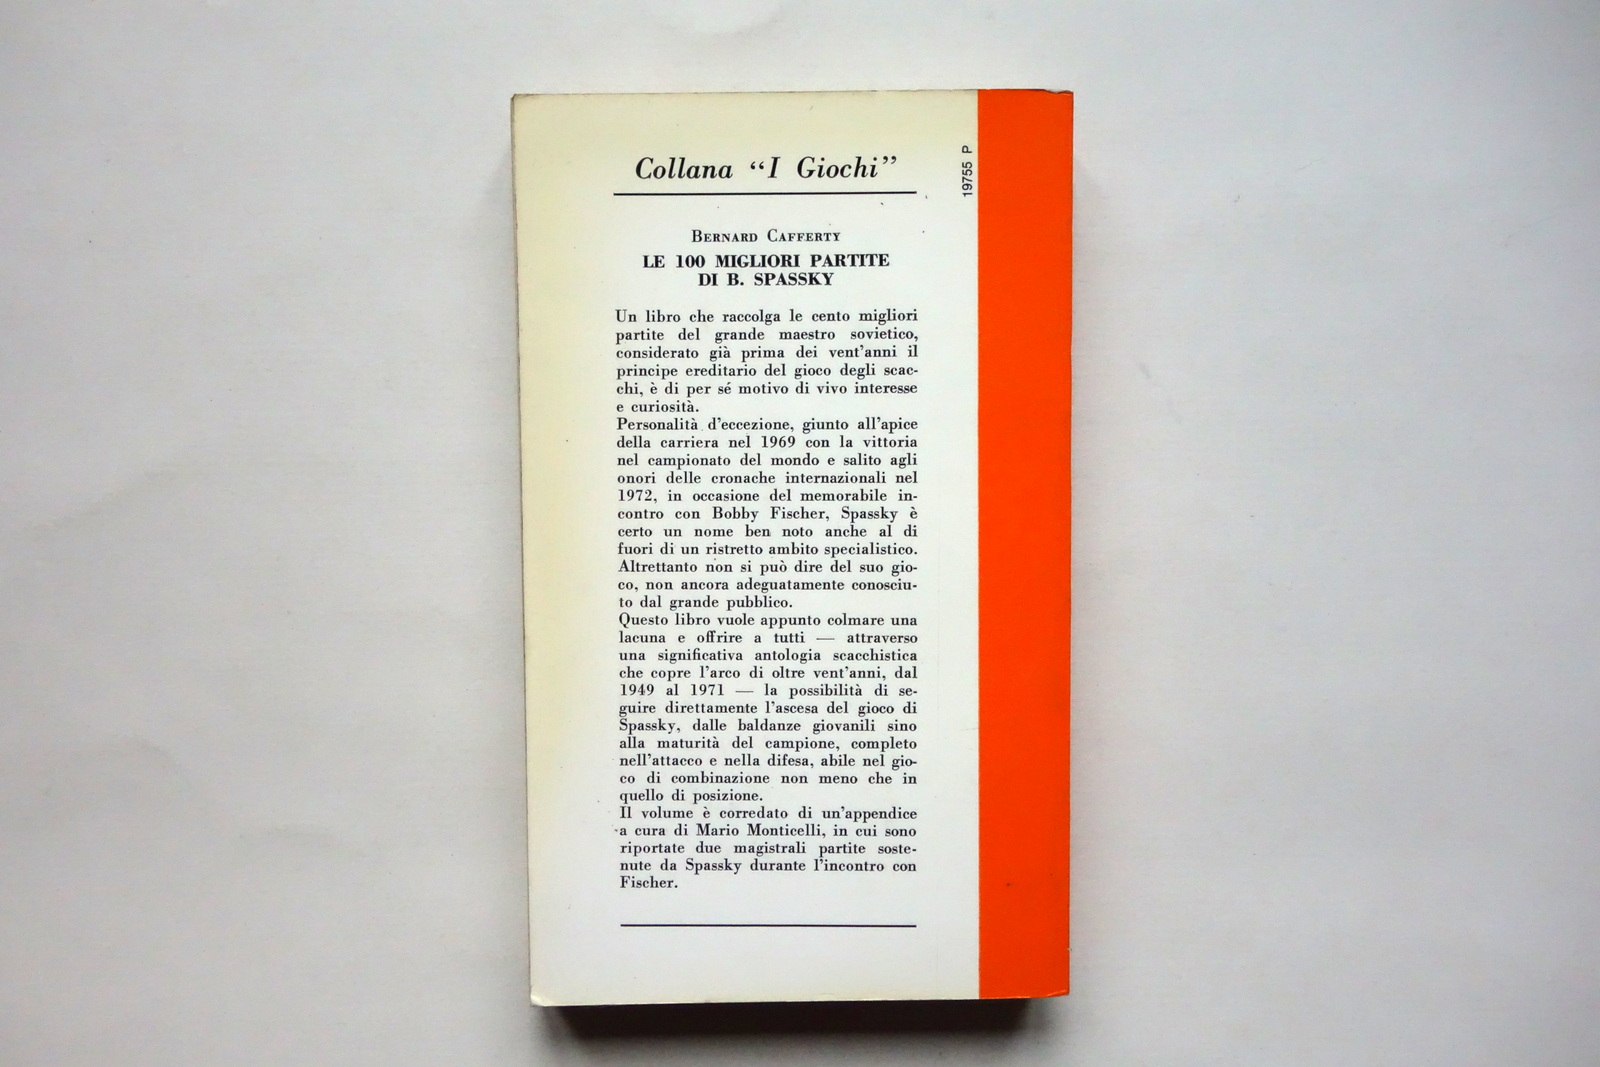 Collana “I Giochi”
19755 P
BERNARD CAFFERTY
LE 100 MIGLIORI PARTITE
DI B. SPASSKY
Un libro che raccolga le cento migliori
partite del grande maestro sovietico,
considerato già prima dei vent'anni il
principe ereditario del gioco degli scac-
chi, è di per sé motivo di vivo interesse
e curiosità.
Personalità d'eccezione, giunto all'apice
della carriera nel 1969 con la vittoria
nel campionato del mondo e salito agli
onori delle cronache internazionali nel
1972, in occasione del memorabile in-
contro con Bobby Fischer, Spassky è
certo un nome ben noto anche al di
fuori di un ristretto ambito specialistico.
Altrettanto non si può dire del suo gio-
co, non ancora adeguatamente conosciu-
to dal grande pubblico.
Questo libro vuole appunto colmare una
lacuna e offrire a tutti — attraverso
una significativa antologia scacchistica
che copre l'arco di oltre vent'anni, dal
1949 al 1971 — la possibilità di se-
guire direttamente l'ascesa del gioco di
Spassky, dalle baldanze giovanili sino
alla maturità del campione, completo
nell'attacco e nella difesa, abile nel gio-
co di combinazione non meno che in
quello di posizione.
Il volume è corredato di un'appendice
a cura di Mario Monticelli, in cui sono
riportate due magistrali partite soste-
nute da Spassky durante l'incontro con
Fischer.